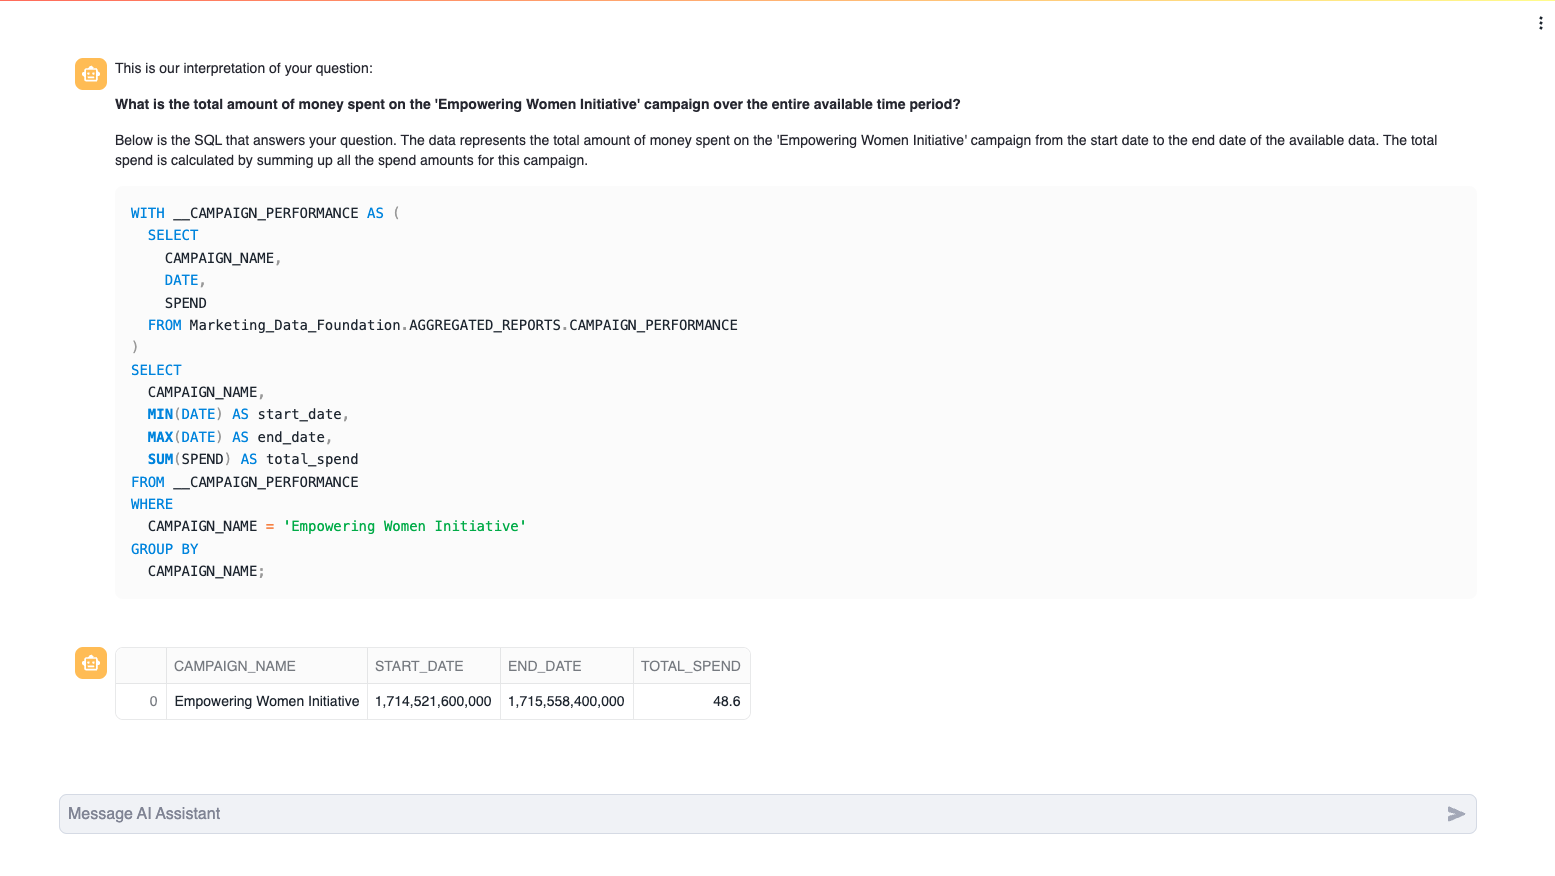 This is our interpretation of your question:
What is the total amount of money spent on the 'Empowering Women Initiative' campaign over the entire available time period?
Below is the SQL that answers your question. The data represents the total amount of money spent on the 'Empowering Women Initiative' campaign from the start date to the end date of the available data. The total
spend is calculated by summing up all the spend amounts for this campaign.
WITH __CAMPAIGN_PERFORMANCE AS (
  SELECT
    CAMPAIGN_NAME,
    DATE,
    SPEND
  FROM Marketing_Data_Foundation.AGGREGATED_REPORTS.CAMPAIGN_PERFORMANCE
)
SELECT
  CAMPAIGN_NAME,
  MIN(DATE) AS start_date,
  MAX(DATE) AS end_date,
  SUM(SPEND) AS total_spend
FROM __CAMPAIGN_PERFORMANCE
WHERE
  CAMPAIGN_NAME = 'Empowering Women Initiative'
GROUP BY
  CAMPAIGN_NAME;
CAMPAIGN_NAME START_DATE END_DATE TOTAL_SPEND
0 Empowering Women Initiative 1,714,521,600,000 1,715,558,400,000 48.6
Message AI Assistant